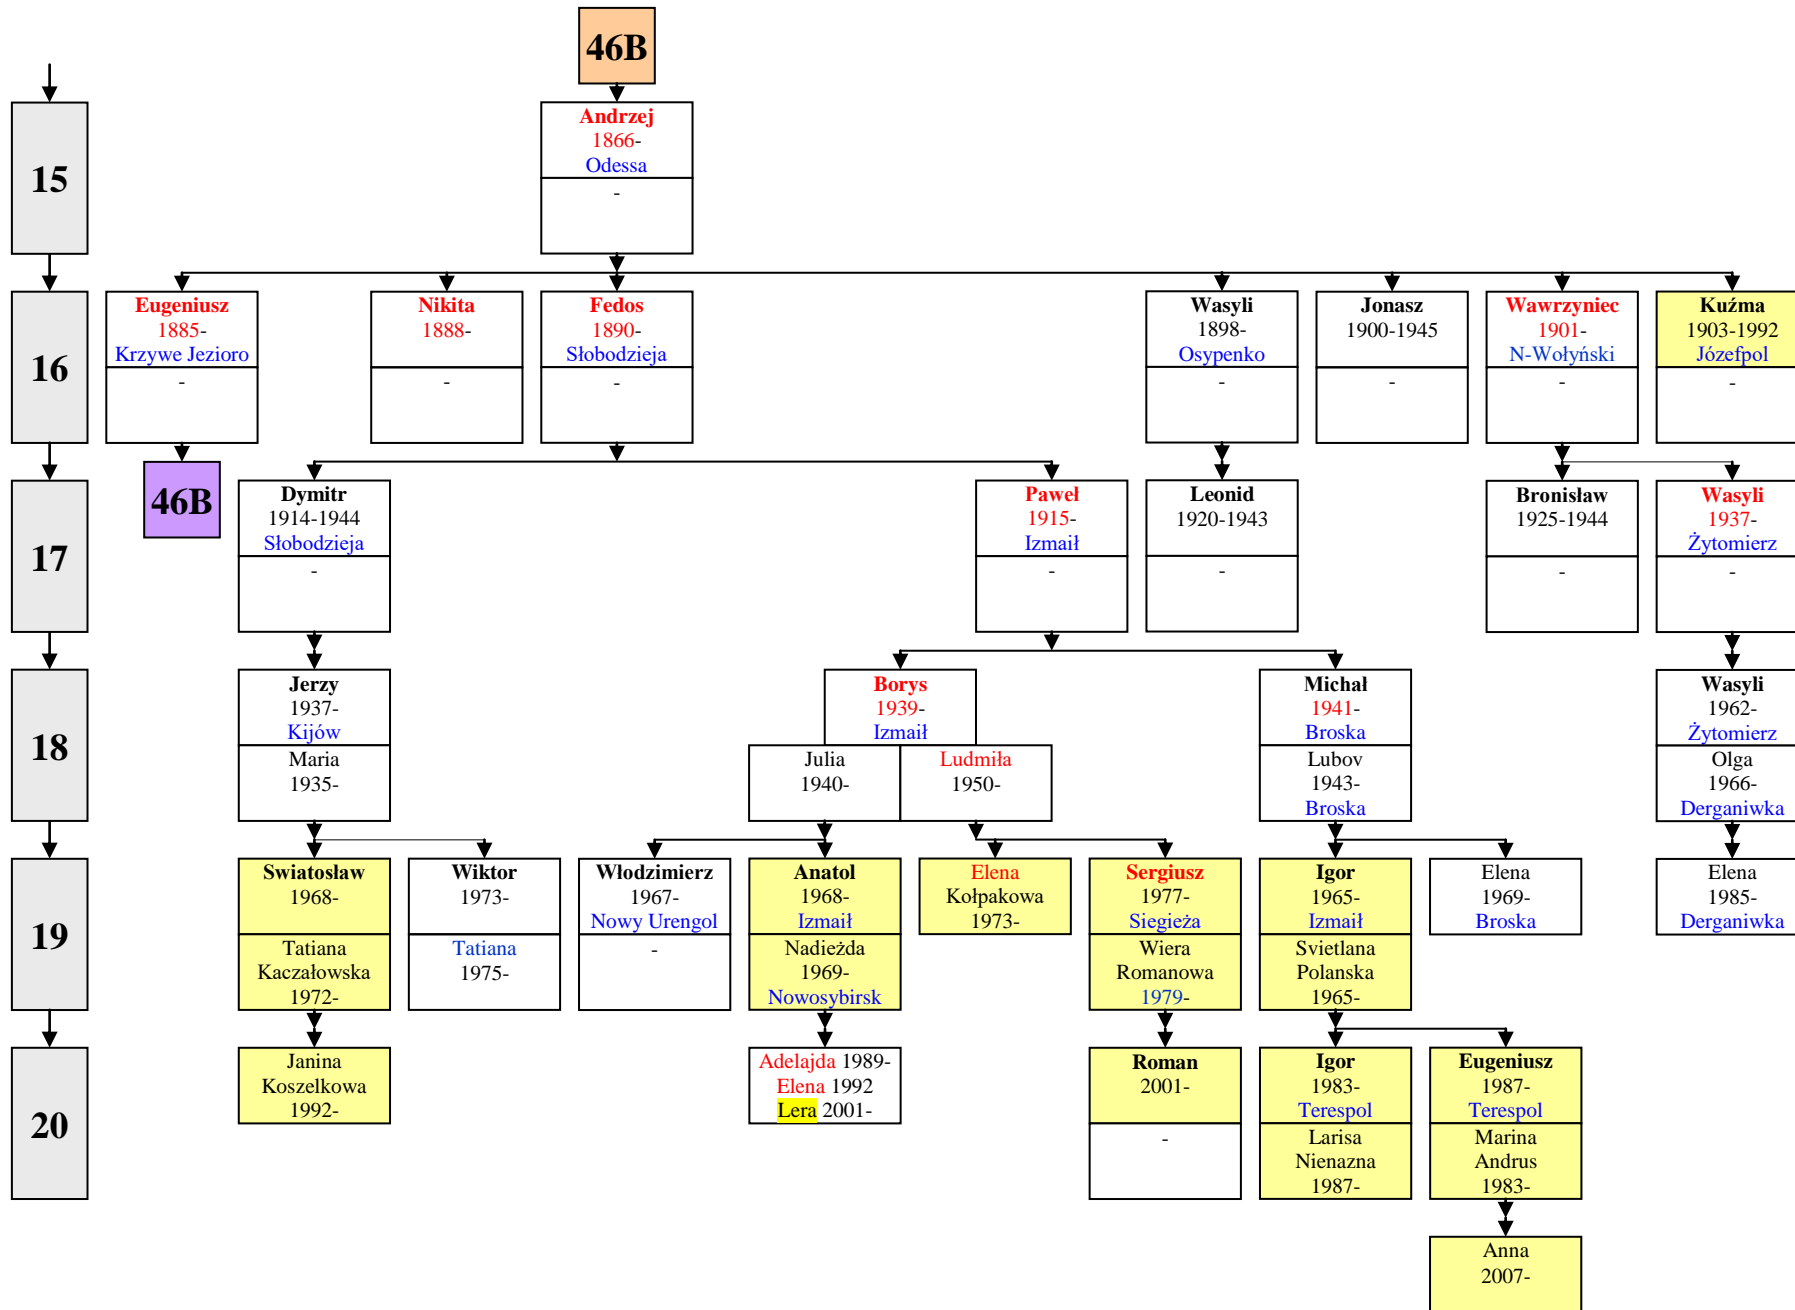 46B
15
Andrzej
1866-
Odessa
-
16
Eugeniusz
1885-
Krzywe Jezioro
-
Nikita
1888-
-
Fedos
1890-
Słobodzieja
-
Wasyli
1898-
Osypenko
-
Jonasz
1900-1945
-
Wawrzyniec
1901-
N-Wołyński
-
Kuźma
1903-1992
Józefpol
-
17
46B
Dymitr
1914-1944
Słobodzieja
-
Paweł
1915-
Izmaił
-
Leonid
1920-1943
-
Bronisław
1925-1944
-
Wasyli
1937-
Żytomierz
-
18
Jerzy
1937-
Kijów
Maria
1935-
Borys
1939-
Izmaił
Julia
1940-
Ludmiła
1950-
Michał
1941-
Broska
Lubov
1943-
Broska
Wasyli
1962-
Żytomierz
Olga
1966-
Derganiwka
19
Swiatosław
1968-
Tatiana
Kaczałowska
1972-
Wiktor
1973-
Tatiana
1975-
Włodzimierz
1967-
Nowy Urengol
-
Anatol
1968-
Izmaił
Nadieżda
1969-
Nowosybirsk
Elena
Kołpakowa
1973-
Sergiusz
1977-
Siegieża
Wiera
Romanowa
1979-
Igor
1965-
Izmaił
Svietlana
Polanska
1965-
Elena
1969-
Broska
Elena
1985-
Derganiwka
20
Janina
Koszelkowa
1992-
Adelajda 1989-
Elena 1992
Lera 2001-
Roman
2001-
-
Igor
1983-
Terespol
Larisa
Nienazna
1987-
Eugeniusz
1987-
Terespol
Marina
Andrus
1983-
Anna
2007-